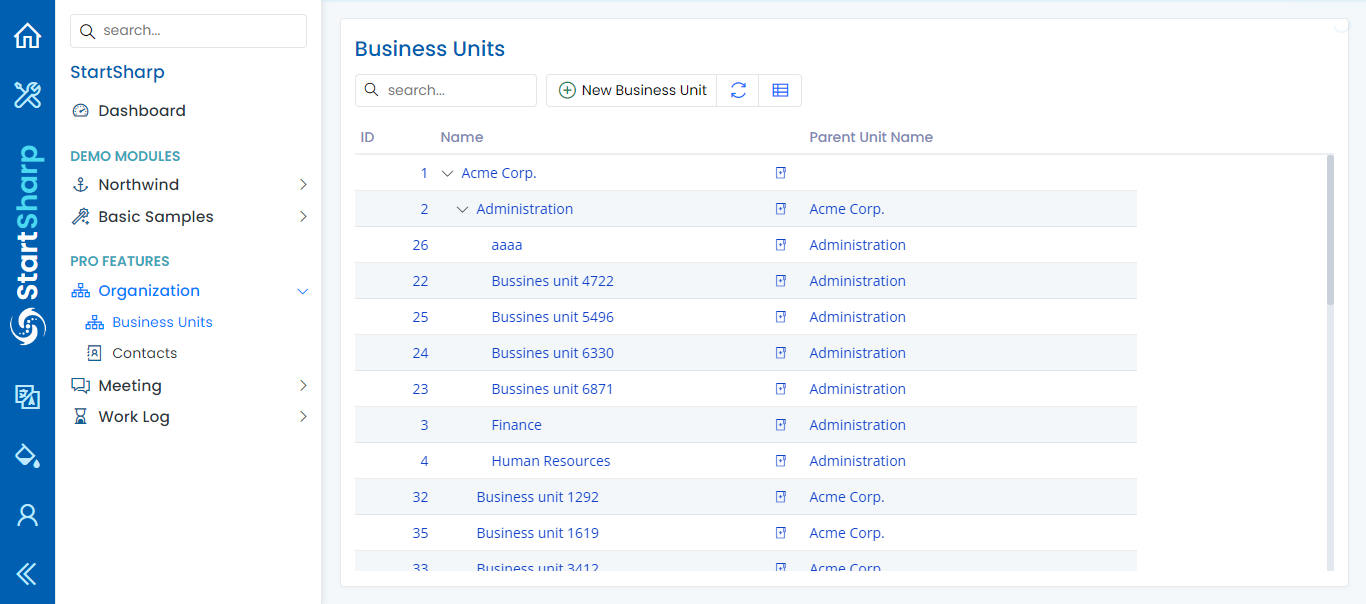 search...
StartSharp
Dashboard
DEMO MODULES
Northwind
Basic Samples
PRO FEATURES
Organization
Business Units
Contacts
Meeting
Work Log
StartSharp
Business Units
search...
New Business Unit
ID Name Parent Unit Name
1 Acme Corp.
2 Administration Acme Corp.
26 aaaa Administration
22 Bussines unit 4722 Administration
25 Bussines unit 5496 Administration
24 Bussines unit 6330 Administration
23 Bussines unit 6871 Administration
3 Finance Administration
4 Human Resources Administration
32 Business unit 1292 Acme Corp.
35 Business unit 1619 Acme Corp.
33 Business unit 3412 Acme Corp.